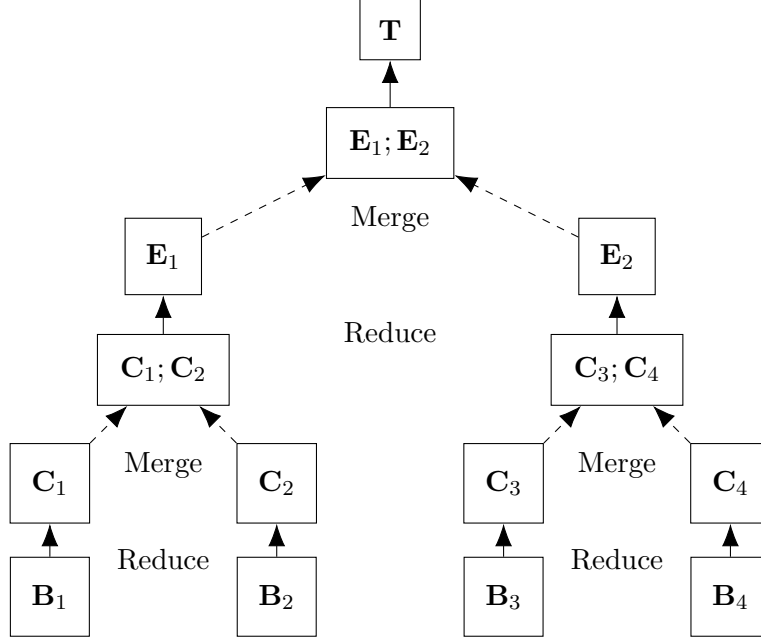 T
E₁; E₂
Merge
E₁ E₂
Reduce
C₁; C₂ C₃; C₄
C₁ Merge C₂ C₃ Merge C₄
Reduce Reduce
B₁ B₂ B₃ B₄